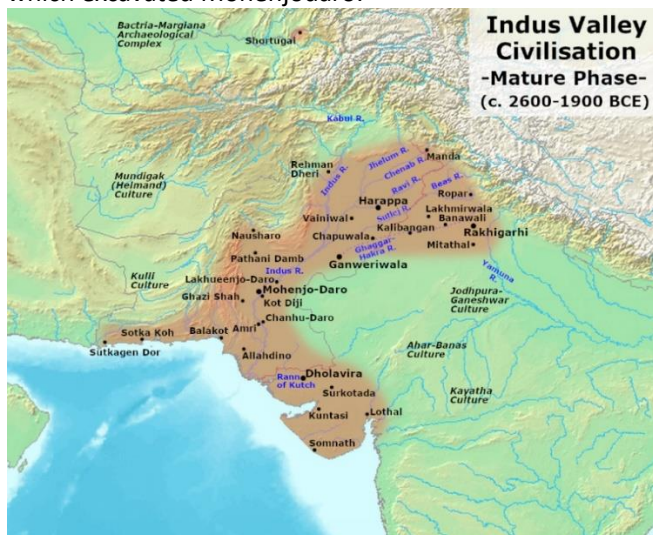 which excavated Mohenjodaro.
Indus Valley
Civilisation
-Mature Phase-
(c. 2600-1900 BCE)
Bactria-Margiana
Archaeological
Complex
Shortugai
Kabul R.
Mundigak
(Helmand)
Culture
Rehman
Dheri
Indus R.
Jhelum R.
Manda
Chenab R.
Ravi R.
Beas R.
Ropar
Harappa
Sutlej R.
Lakhmirwala
Vainiwal
Kalibangan
Banawali
Rakhigarhi
Nausharo
Chapuwala
Mitathal
Ghaggar-
Hakra R.
Pathani Damb
Ganweriwala
Indus R.
Yamuna
R.
Kulli
Culture
Lakhueenjo-Daro
Mohenjo-Daro
Ghazi Shah
Kot Diji
Jodhpura-
Ganeshwar
Culture
Chanhu-Daro
Sotka Koh
Balakot
Amri
Sutkagen Dor
Allahdino
Ahar-Banas
Culture
Rann
of Kutch
Dholavira
Surkotada
Kayatha
Culture
Kuntasi
Lothal
Somnath